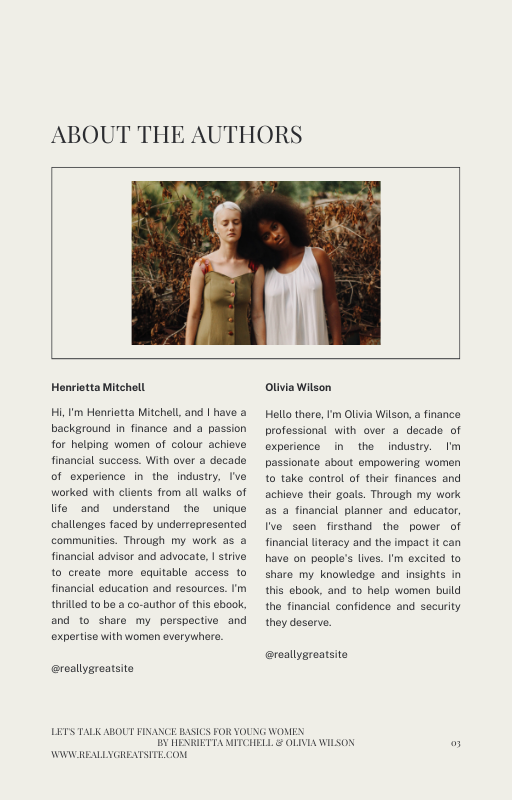 ABOUT THE AUTHORS
Henrietta Mitchell
Hi, I'm Henrietta Mitchell, and I have a
background in finance and a passion
for helping women of colour achieve
financial success. With over a decade
of experience in the industry, I've
worked with clients from all walks of
life and understand the unique
challenges faced by underrepresented
communities. Through my work as a
financial advisor and advocate, I strive
to create more equitable access to
financial education and resources. I'm
thrilled to be a co-author of this ebook,
and to share my perspective and
expertise with women everywhere.
@reallygreatsite
Olivia Wilson
Hello there, I'm Olivia Wilson, a finance
professional with over a decade of
experience in the industry. I'm
passionate about empowering women
to take control of their finances and
achieve their goals. Through my work
as a financial planner and educator,
I've seen firsthand the power of
financial literacy and the impact it can
have on people's lives. I'm excited to
share my knowledge and insights in
this ebook, and to help women build
the financial confidence and security
they deserve.
@reallygreatsite
LET'S TALK ABOUT FINANCE BASICS FOR YOUNG WOMEN
BY HENRIETTA MITCHELL & OLIVIA WILSON
WWW.REALLYGREATSITE.COM
03